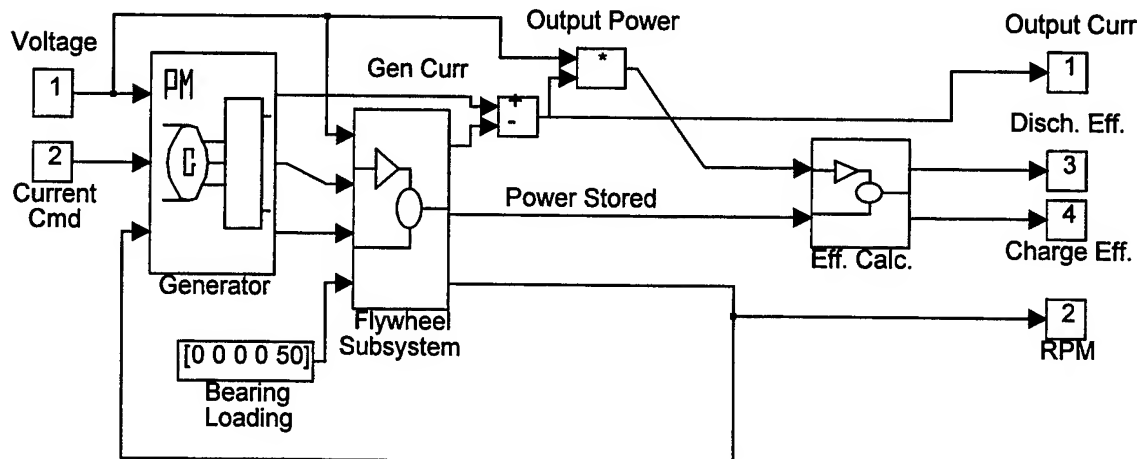 Output Power
Output Curr
Voltage
1
PM
Gen Curr
*
1
+
-
Disch. Eff.
2
G
3
Current
Cmd
Power Stored
4
Generator
Eff. Calc.
Charge Eff.
Flywheel
Subsystem
2
RPM
[0 0 0 0 50]
Bearing
Loading